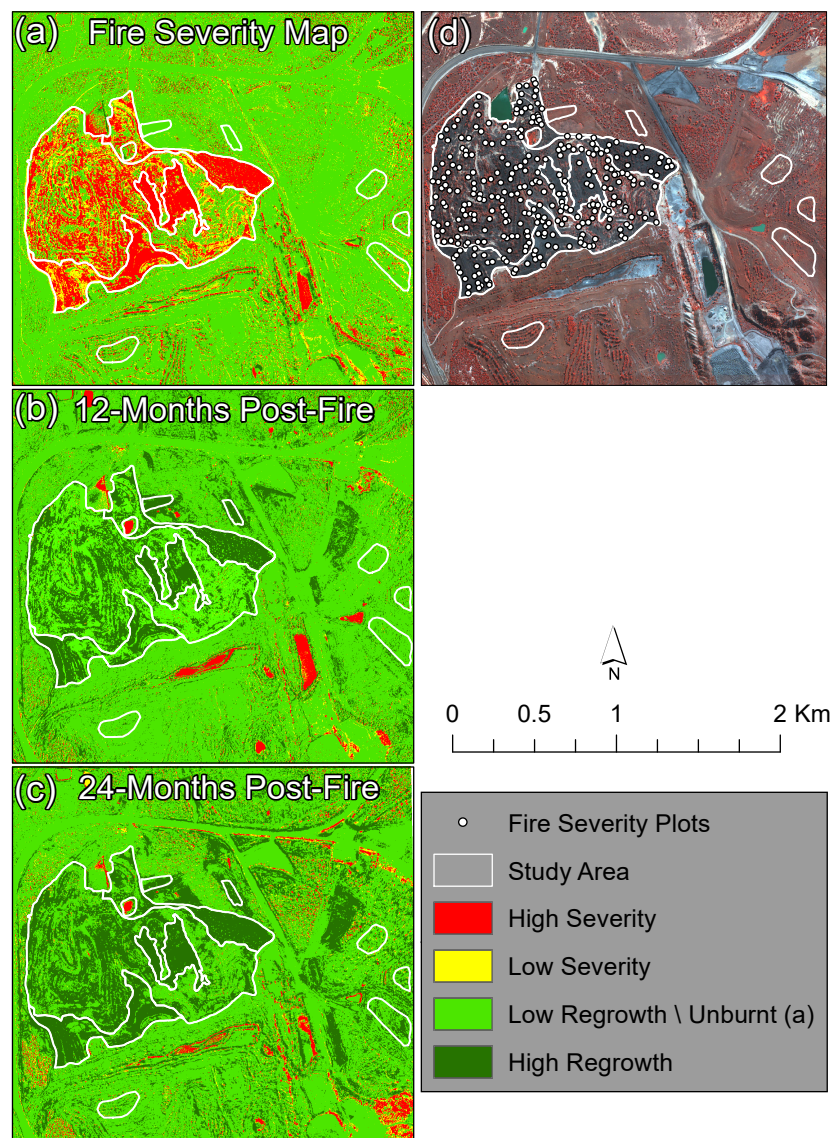 (a) Fire Severity Map
(d)
(b) 12-Months Post-Fire
(c) 24-Months Post-Fire
N
0 0.5 1 2 Km
Fire Severity Plots
Study Area
High Severity
Low Severity
Low Regrowth \ Unburnt (a)
High Regrowth